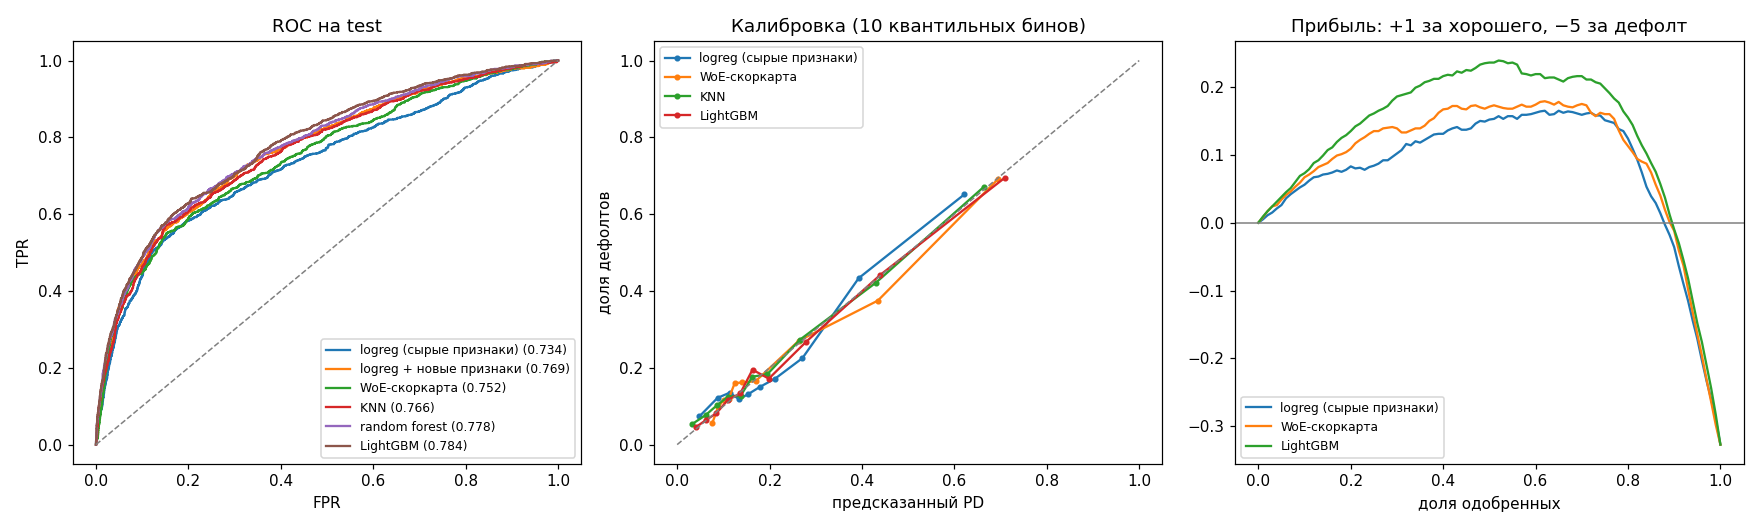 ROC на test
1.0
0.8
0.6
0.4
0.2
0.0
TPR
0.0 0.2 0.4 0.6 0.8 1.0
FPR
logreg (сырые признаки) (0.734)
logreg + новые признаки (0.769)
WoE-скоркарта (0.752)
KNN (0.766)
random forest (0.778)
LightGBM (0.784)
Калибровка (10 квантильных бинов)
logreg (сырые признаки)
WoE-скоркарта
KNN
LightGBM
1.0
0.8
0.6
0.4
0.2
0.0
доля дефолтов
0.0 0.2 0.4 0.6 0.8 1.0
предсказанный PD
Прибыль: +1 за хорошего, −5 за дефолт
0.2
0.1
0.0
−0.1
−0.2
−0.3
logreg (сырые признаки)
WoE-скоркарта
LightGBM
0.0 0.2 0.4 0.6 0.8 1.0
доля одобренных